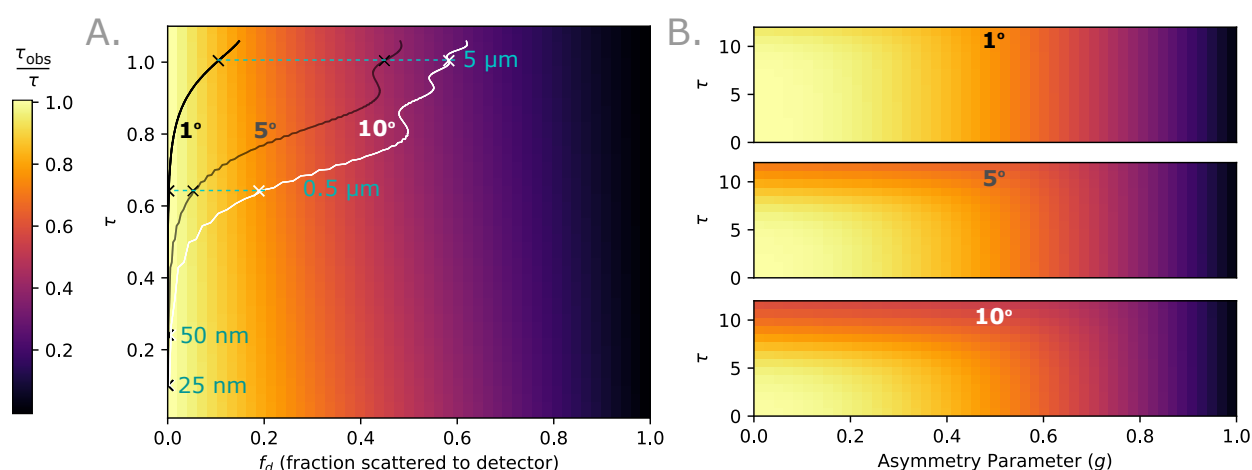 A.
τobs
τ
1.0
0.8
0.6
0.4
0.2
τ
1.0
0.8
0.6
0.4
0.2
1°
5°
10°
5 µm
0.5 µm
50 nm
25 nm
0.0 0.2 0.4 0.6 0.8 1.0
fd (fraction scattered to detector)
B.
τ
10
5
0
1°
τ
10
5
0
5°
τ
10
5
0
10°
0.0 0.2 0.4 0.6 0.8 1.0
Asymmetry Parameter (g)